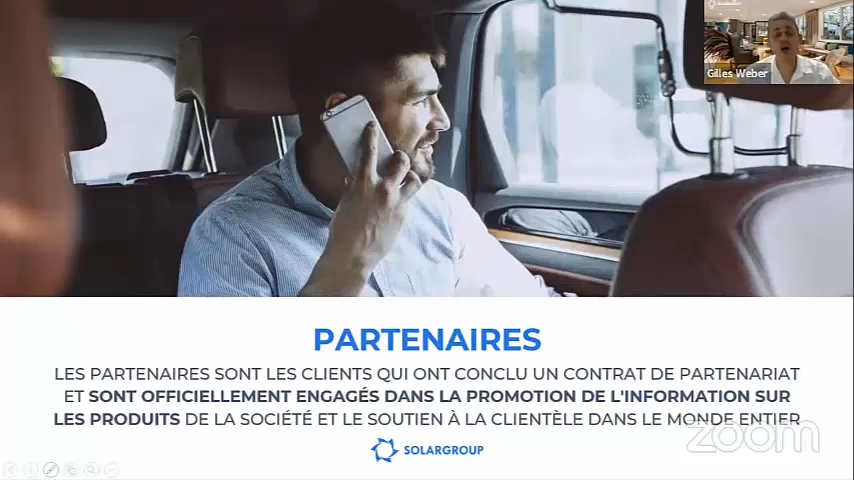 Gilles Weber
PARTENAIRES
LES PARTENAIRES SONT LES CLIENTS QUI ONT CONCLU UN CONTRAT DE PARTENARIAT
ET SONT OFFICIELLEMENT ENGAGÉS DANS LA PROMOTION DE L'INFORMATION SUR
LES PRODUITS DE LA SOCIÉTÉ ET LE SOUTIEN À LA CLIENTÈLE DANS LE MONDE ENTIER
zoom
SOLARGROUP